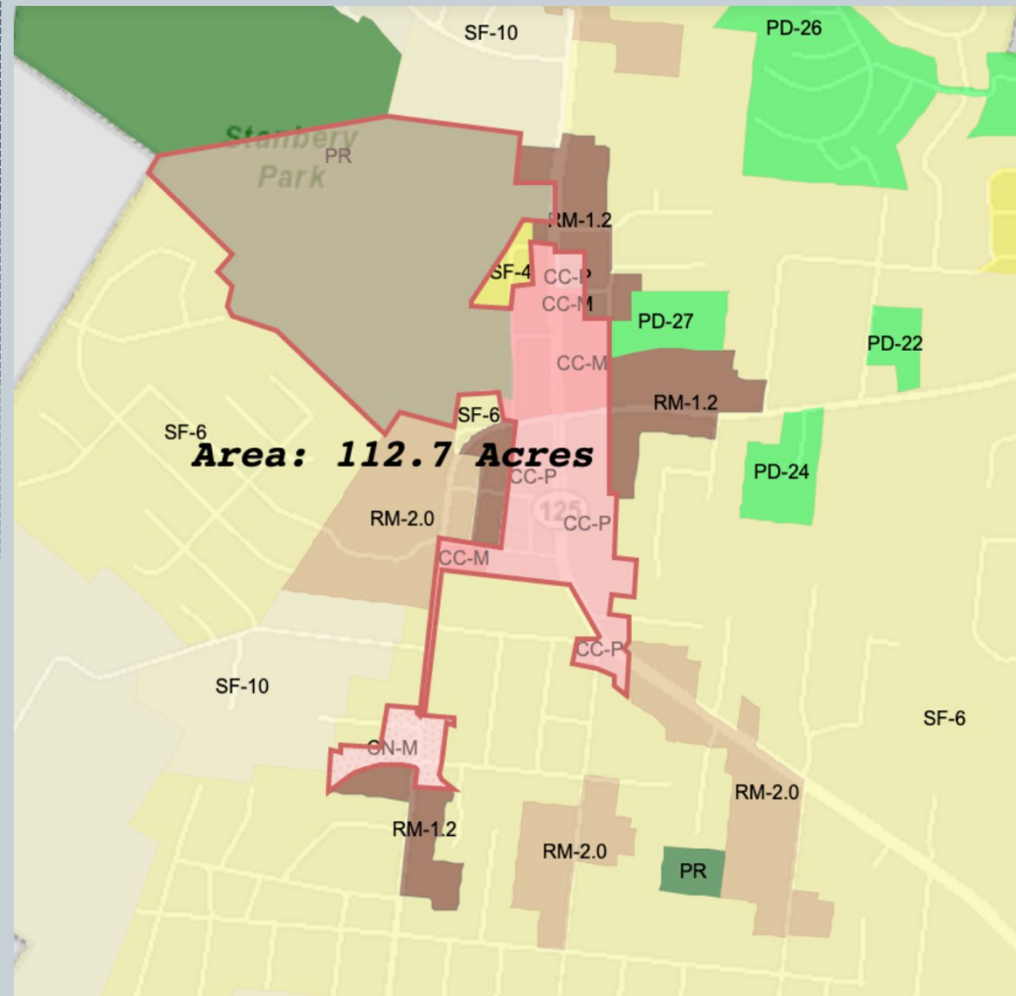 SF-10
PD-26
Stanbery
Park
PR
RM-1.2
SF-4
CC-P
CC-M
PD-27
PD-22
CC-M
RM-1.2
SF-6
SF-6
Area: 112.7 Acres
CC-P
PD-24
125
RM-2.0
CC-P
CC-M
CC-P
SF-10
SF-6
CN-M
RM-2.0
RM-1.2
RM-2.0
PR